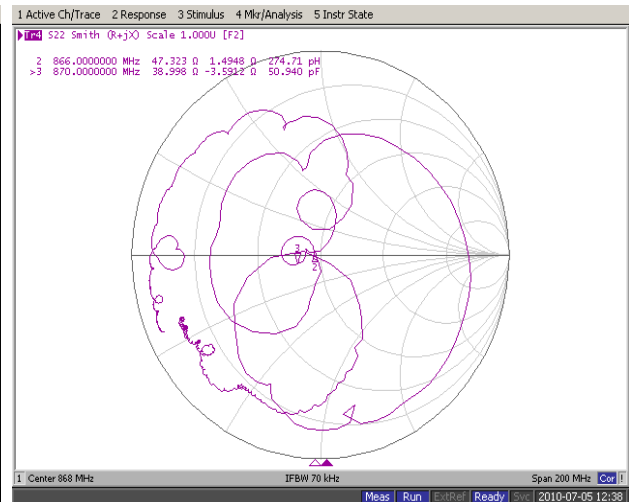 1 Active Ch/Trace 2 Response 3 Stimulus 4 Mkr/Analysis 5 Instr State
Tr4 S22 Smith (R+jX) Scale 1.000U [F2]
2 866.0000000 MHz 47.323 Ω 1.4948 Ω 274.71 pH
>3 870.0000000 MHz 38.998 Ω -3.5912 Ω 50.940 pF
3
2
1 Center 868 MHz IFBW 70 kHz Span 200 MHz Cor !
Meas Run ExtRef Ready Svc 2010-07-05 12:38